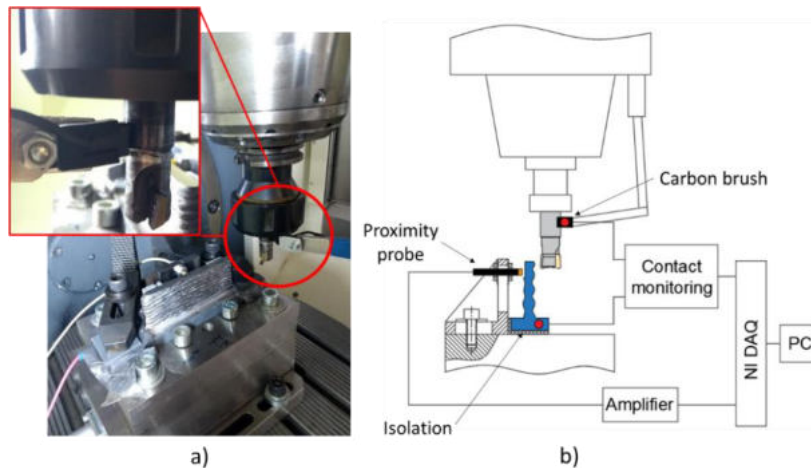 Carbon brush
Proximity
probe
Contact
monitoring
NI DAQ
PC
Amplifier
Isolation
a)
b)